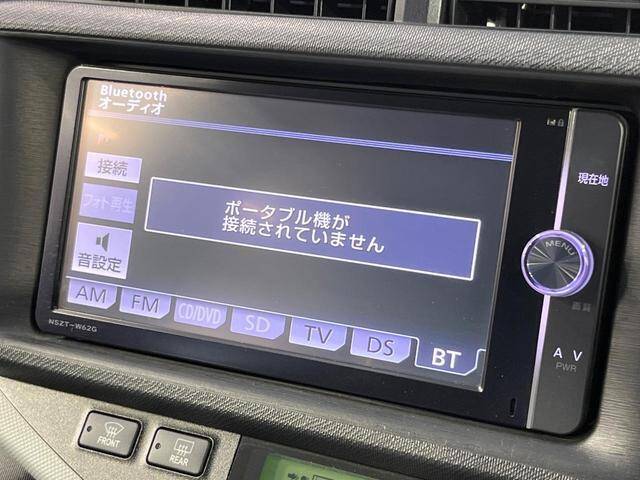 Bluetooth
オーディオ
接続
フォト再生
音設定
ポータブル機が
接続されていません
AM
FM
CD/DVD
SD
TV
DS
BT
NSZT-W62G
現在地
MENU
画質
A V
PWR
FRONT
REAR